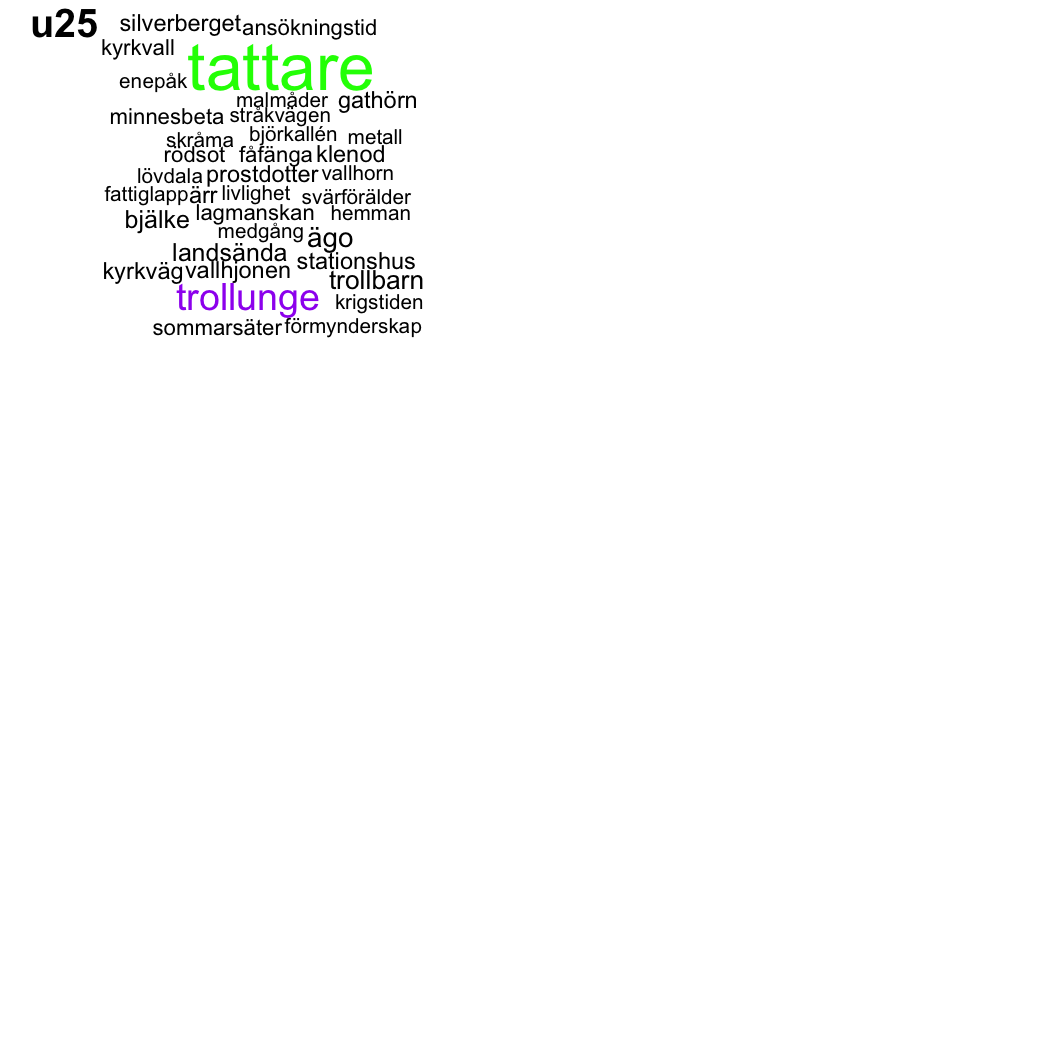 u25 silverberget ansökningstid
kyrkvall
enepåk tattare
malmåder gathörn
minnesbeta stråkvägen
skråma björkallén metall
rödsot fåfänga klenod
lövdala prostdotter vallhorn
fattiglapp ärr livlighet svärförälder
bjälke lagmanskan hemman
medgång ägo
landsända stationshus
kyrkväg vallhjonen trollbarn
trollunge krigstiden
sommarsäter förmynderskap